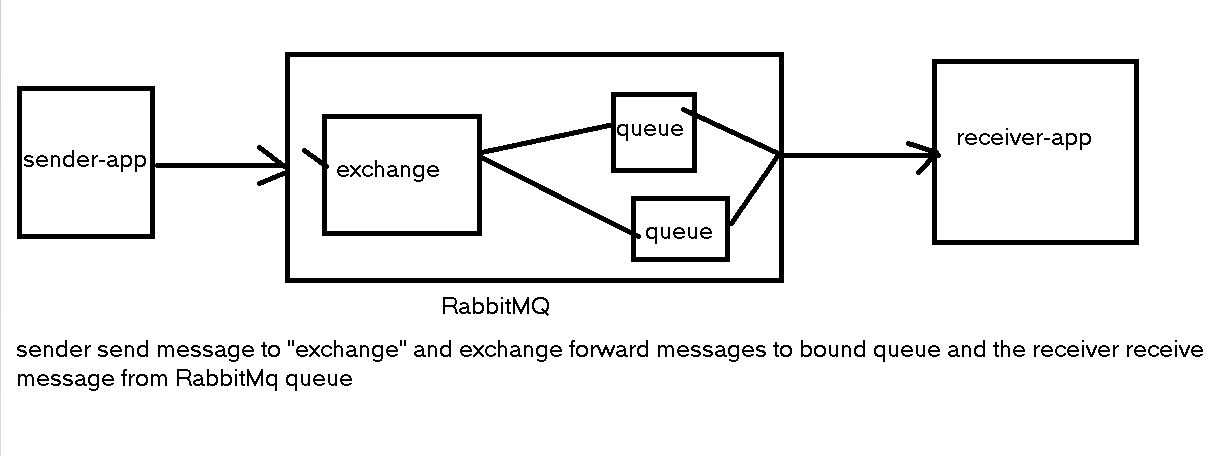 sender-app
exchange
queue
queue
receiver-app
RabbitMQ
sender send message to "exchange" and exchange forward messages to bound queue and the receiver receive
message from RabbitMq queue